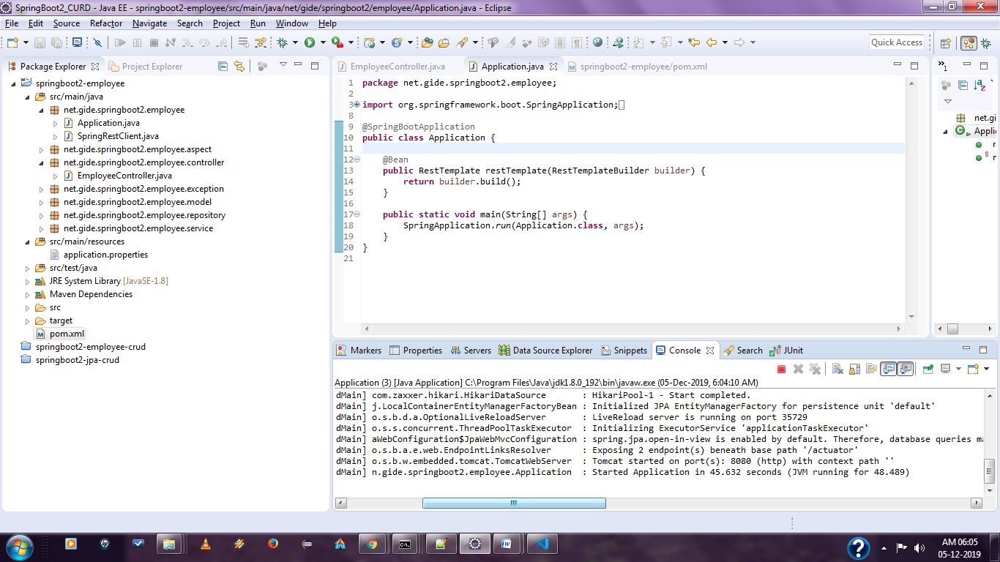 SpringBoot2_CURD - Java EE - springboot2-employee/src/main/java/net/gide/springboot2/employee/Application.java - Eclipse
File Edit Source Refactor Navigate Search Project Run Window Help
Quick Access
Package Explorer Project Explorer
springboot2-employee
src/main/java
net.gide.springboot2.employee
Application.java
SpringRestClient.java
net.gide.springboot2.employee.aspect
net.gide.springboot2.employee.controller
EmployeeController.java
net.gide.springboot2.employee.exception
net.gide.springboot2.employee.model
net.gide.springboot2.employee.repository
net.gide.springboot2.employee.service
src/main/resources
application.properties
src/test/java
JRE System Library [JavaSE-1.8]
Maven Dependencies
src
target
pom.xml
springboot2-employee-crud
springboot2-jpa-crud
EmployeeController.java Application.java springboot2-employee/pom.xml
1 package net.gide.springboot2.employee;
2
3 import org.springframework.boot.SpringApplication;
8
9 @SpringBootApplication
10 public class Application {
11
12 @Bean
13 public RestTemplate restTemplate(RestTemplateBuilder builder) {
14 return builder.build();
15 }
16
17 public static void main(String[] args) {
18 SpringApplication.run(Application.class, args);
19 }
20 }
21
»1
net.gi
Appli
Markers Properties Servers Data Source Explorer Snippets Console Search JUnit
Application (3) [Java Application] C:\Program Files\Java\jdk1.8.0_192\bin\javaw.exe (05-Dec-2019, 6:04:10 AM)
dMain] com.zaxxer.hikari.HikariDataSource : HikariPool-1 - Start completed.
dMain] j.LocalContainerEntityManagerFactoryBean : Initialized JPA EntityManagerFactory for persistence unit 'default'
dMain] o.s.b.d.a.OptionalLiveReloadServer : LiveReload server is running on port 35729
dMain] o.s.s.concurrent.ThreadPoolTaskExecutor : Initializing ExecutorService 'applicationTaskExecutor'
dMain] aWebConfiguration$JpaWebMvcConfiguration : spring.jpa.open-in-view is enabled by default. Therefore, database queries ma
dMain] o.s.b.a.e.web.EndpointLinksResolver : Exposing 2 endpoint(s) beneath base path '/actuator'
dMain] o.s.b.w.embedded.tomcat.TomcatWebServer : Tomcat started on port(s): 8080 (http) with context path ''
dMain] n.gide.springboot2.employee.Application : Started Application in 45.632 seconds (JVM running for 48.489)
AM 06:05
05-12-2019